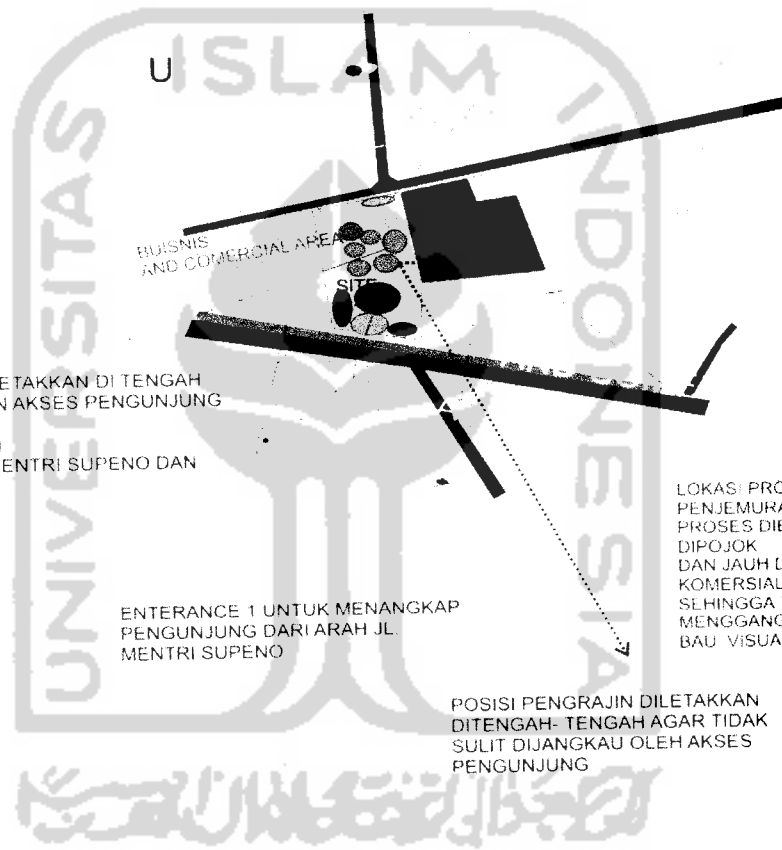 UNIVERSITAS
ISLAM
INDONESIA
U
BUISNIS
AND COMERCIAL AREA
SITE
ETAKKAN DI TENGAH
N AKSES PENGUNJUNG
ENTRI SUPENO DAN
ENTERANCE 1 UNTUK MENANGKAP
PENGUNJUNG DARI ARAH JL.
MENTRI SUPENO
LOKASI PRO
PENJEMURA
PROSES DIE
DIPOJOK
DAN JAUH D
KOMERSIAL
SEHINGGA
MENGGANG
BAU VISUA
POSISI PENGRAJIN DILETAKKAN
DITENGAH- TENGAH AGAR TIDAK
SULIT DIJANGKAU OLEH AKSES
PENGUNJUNG